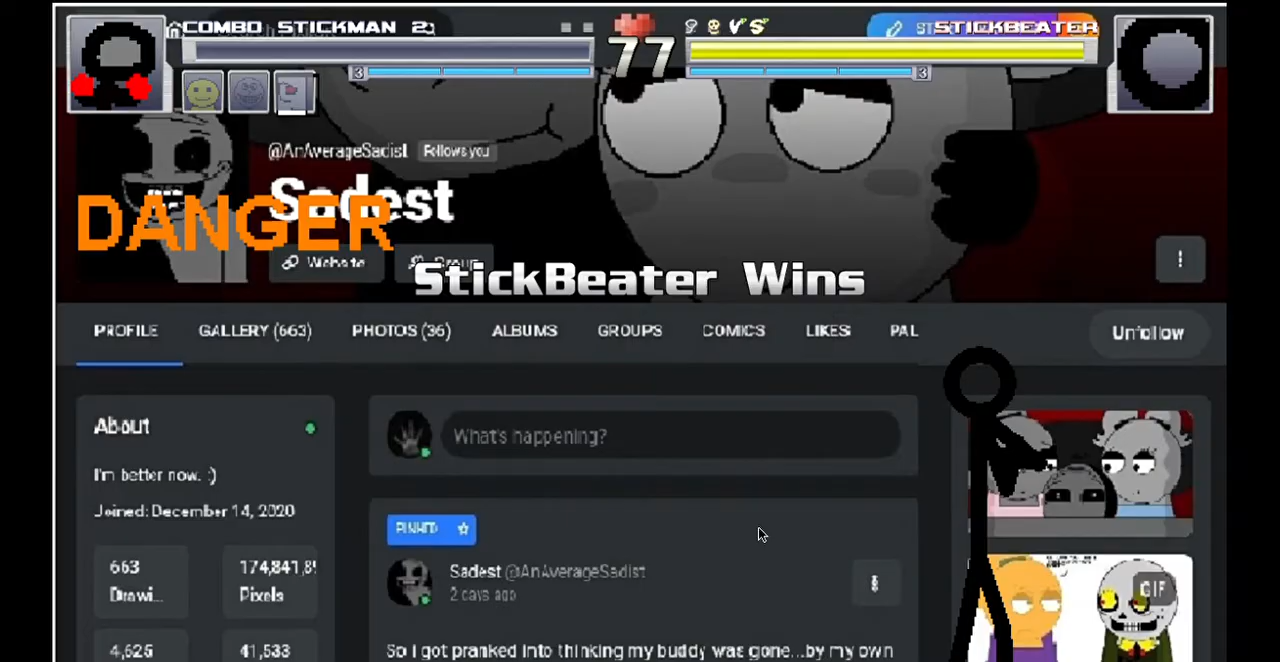 COMBO STICKMAN 2
77
V S
STICKBEATER
3
3
@AnAverageSadist Follows you
Sadest
DANGER
Website
Group
StickBeater Wins
PROFILE GALLERY (663) PHOTOS (36) ALBUMS GROUPS COMICS LIKES PAL
Unfollow
About
I'm better now. :)
Joined: December 14, 2020
663
Drawi...
174,841,8
Pixels
4,625
41,533
What's happening?
PINNED
Sadest @AnAverageSadist
2 days ago
So i got pranked into thinking my buddy was gone...by my own
GIF